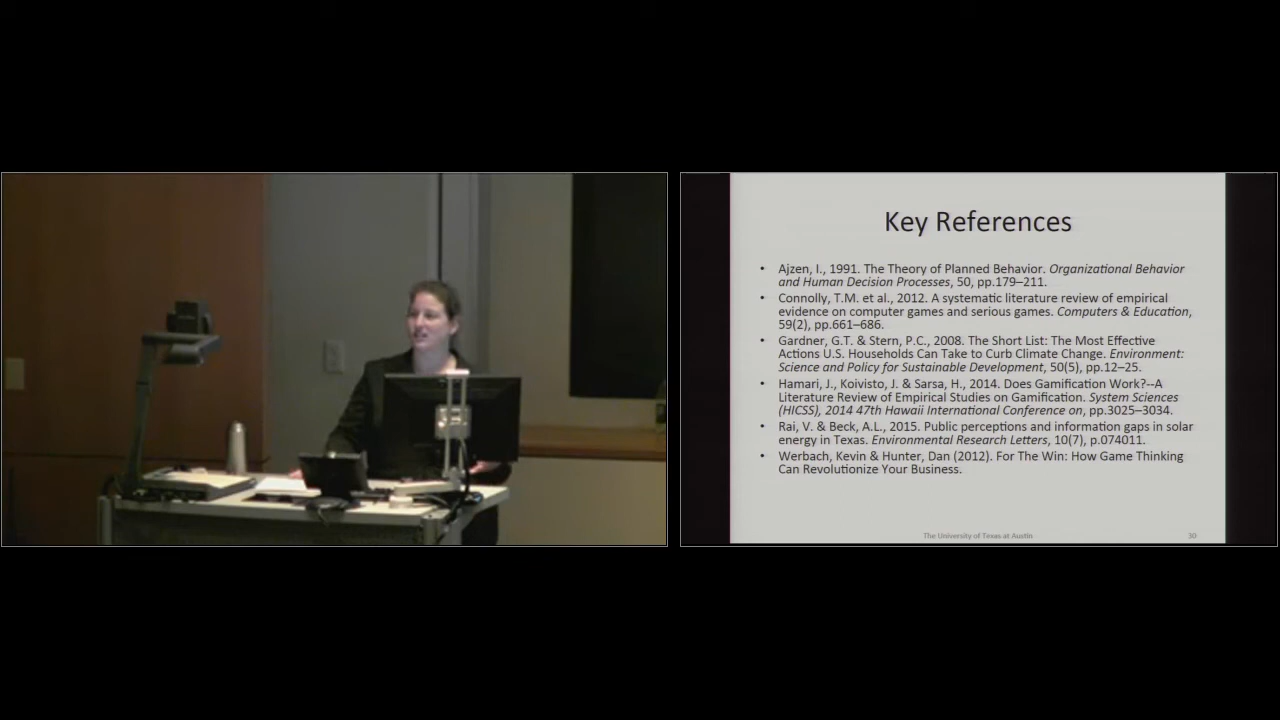 Key References
• Ajzen, I., 1991. The Theory of Planned Behavior. Organizational Behavior
and Human Decision Processes, 50, pp.179–211.
• Connolly, T.M. et al., 2012. A systematic literature review of empirical
evidence on computer games and serious games. Computers & Education,
59(2), pp.661–686.
• Gardner, G.T. & Stern, P.C., 2008. The Short List: The Most Effective
Actions U.S. Households Can Take to Curb Climate Change. Environment:
Science and Policy for Sustainable Development, 50(5), pp.12–25.
• Hamari, J., Koivisto, J. & Sarsa, H., 2014. Does Gamification Work?--A
Literature Review of Empirical Studies on Gamification. System Sciences
(HICSS), 2014 47th Hawaii International Conference on, pp.3025–3034.
• Rai, V. & Beck, A.L., 2015. Public perceptions and information gaps in solar
energy in Texas. Environmental Research Letters, 10(7), p.074011.
• Werbach, Kevin & Hunter, Dan (2012). For The Win: How Game Thinking
Can Revolutionize Your Business.
The University of Texas at Austin
30